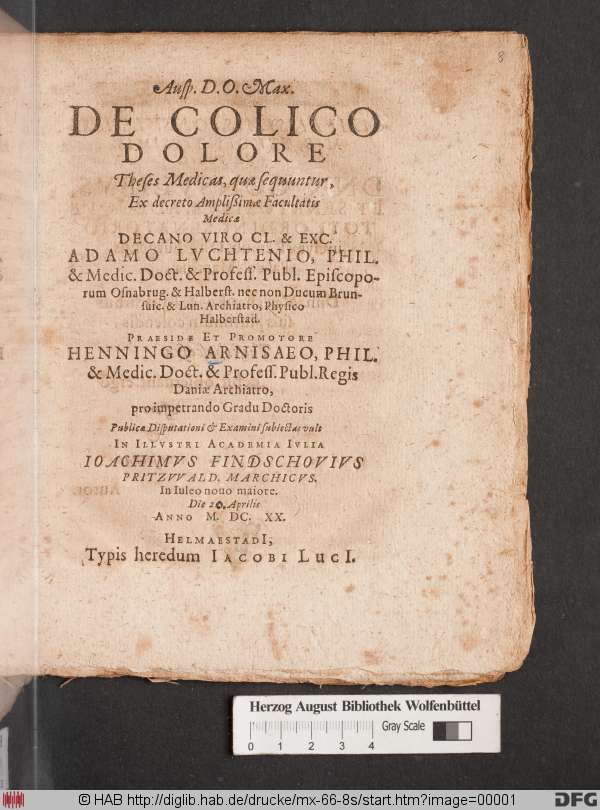 8
Ausp. D. O. Max.
DE COLICO
DOLORE
Theses Medicas, quæ sequuntur,
Ex decreto Amplißimæ Facultatis
Medicæ
DECANO VIRO CL. & EXC.
ADAMO LVCHTENIO, PHIL.
& Medic. Doct. & Profess. Publ. Episcopo-
rum Osnabrug. & Halberst. nec non Ducum Brun-
suic. & Lun. Archiatro, Physico
Halberstad.
PRAESIDE ET PROMOTORE
HENNINGO ARNISAEO, PHIL.
& Medic. Doct. & Profess. Publ. Regis
Daniæ Archiatro,
pro impetrando Gradu Doctoris
Publicæ Disputationi & Examini subiectas vult
IN ILLVSTRI ACADEMIA IVLIA
IOACHIMVS FINDSCHOVIVS
PRITZVVALD. MARCHICVS.
In Iuleo nouo maiore.
Die Aprilis
ANNO M. DC. XX.
HELMAESTADI,
Typis heredum IACOBI LUCI.
Herzog August Bibliothek Wolfenbüttel
Gray Scale
0 1 2 3 4
© HAB http://diglib.hab.de/drucke/mx-66-8s/start.htm?image=00001
DFG